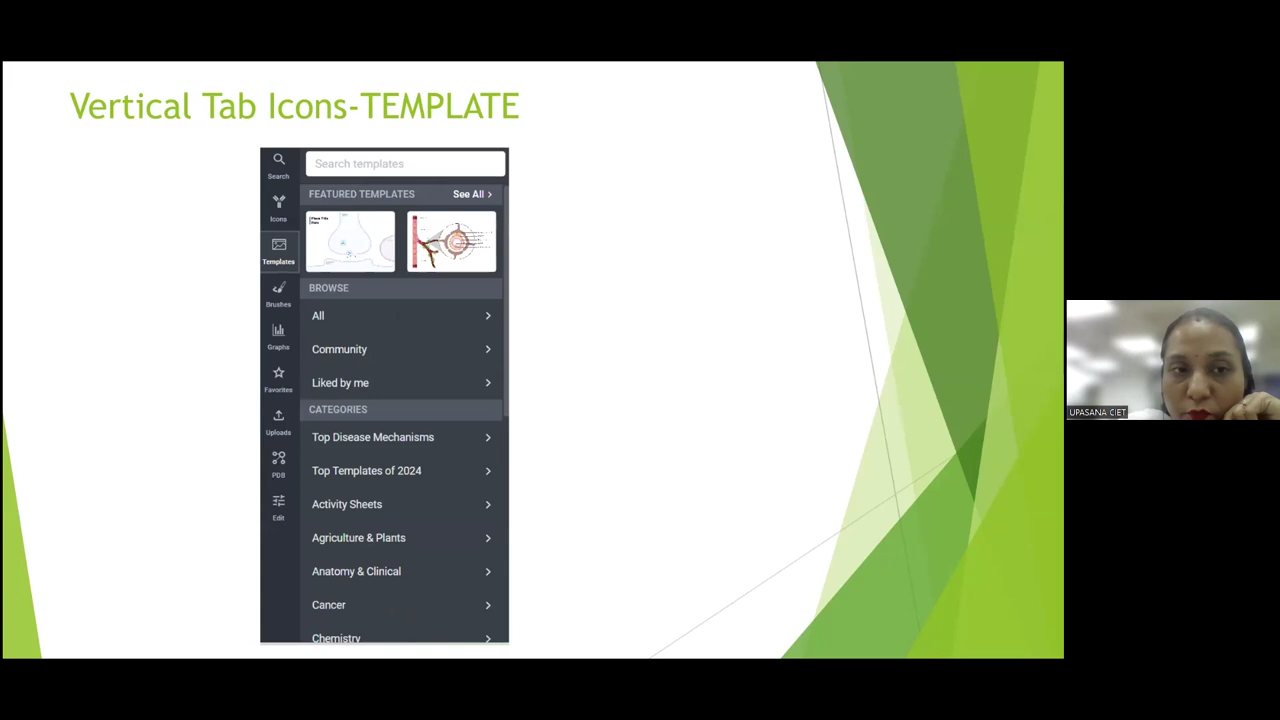 Vertical Tab Icons-TEMPLATE
Search
Icons
Templates
Brushes
Graphs
Favorites
Uploads
PDB
Edit
Search templates
FEATURED TEMPLATES See All >
BROWSE
All >
Community >
Liked by me >
CATEGORIES
Top Disease Mechanisms >
Top Templates of 2024 >
Activity Sheets >
Agriculture & Plants >
Anatomy & Clinical >
Cancer >
Chemistry >
UPASANA CIET